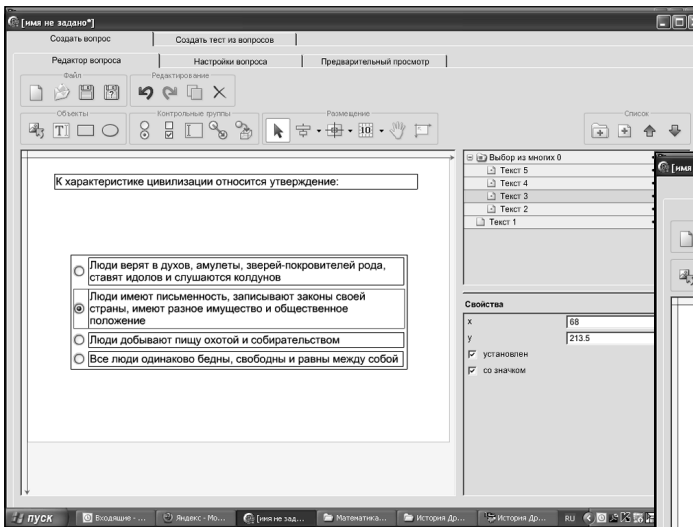 [имя не задано*]
Создать вопрос
Создать тест из вопросов
Редактор вопроса
Настройки вопроса
Предварительный просмотр
Файл
Редактирование
Объекты
Контрольные группы
Размещение
Список
Выбор из многих 0
Текст 5
Текст 4
Текст 3
Текст 2
Текст 1
[имя
К характеристике цивилизации относится утверждение:
Люди верят в духов, амулеты, зверей-покровителей рода,
ставят идолов и слушаются колдунов
Люди имеют письменность, записывают законы своей
страны, имеют разное имущество и общественное
положение
Люди добывают пищу охотой и собирательством
Все люди одинаково бедны, свободны и равны между собой
Свойства
x 68
y 213.5
установлен
со значком
пуск
Входящие - ...
Яндекс - Mo...
[имя не зад...
Математика...
История Др...
История Др...
RU